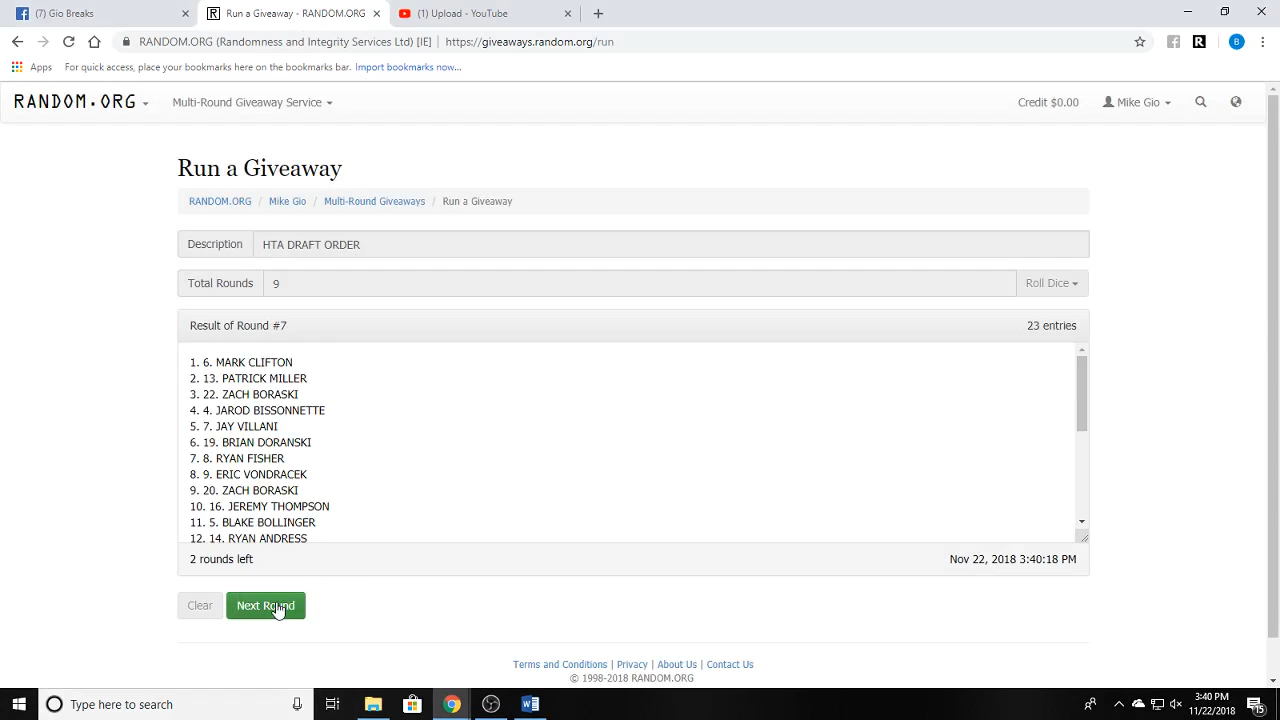 (7) Gio Breaks
Run a Giveaway - RANDOM.ORG
(1) Upload - YouTube
RANDOM.ORG (Randomness and Integrity Services Ltd) [IE] | https://giveaways.random.org/run
Apps For quick access, place your bookmarks here on the bookmarks bar. Import bookmarks now...
RANDOM.ORG Multi-Round Giveaway Service Credit $0.00 Mike Gio
Run a Giveaway
RANDOM.ORG / Mike Gio / Multi-Round Giveaways / Run a Giveaway
Description HTA DRAFT ORDER
Total Rounds 9 Roll Dice
Result of Round #7 23 entries
1. 6. MARK CLIFTON
2. 13. PATRICK MILLER
3. 22. ZACH BORASKI
4. 4. JAROD BISSONNETTE
5. 7. JAY VILLANI
6. 19. BRIAN DORANSKI
7. 8. RYAN FISHER
8. 9. ERIC VONDRACEK
9. 20. ZACH BORASKI
10. 16. JEREMY THOMPSON
11. 5. BLAKE BOLLINGER
12. 14. RYAN ANDRESS
2 rounds left Nov 22, 2018 3:40:18 PM
Clear Next Round
Terms and Conditions | Privacy | About Us | Contact Us
© 1998-2018 RANDOM.ORG
Type here to search
3:40 PM
11/22/2018
15